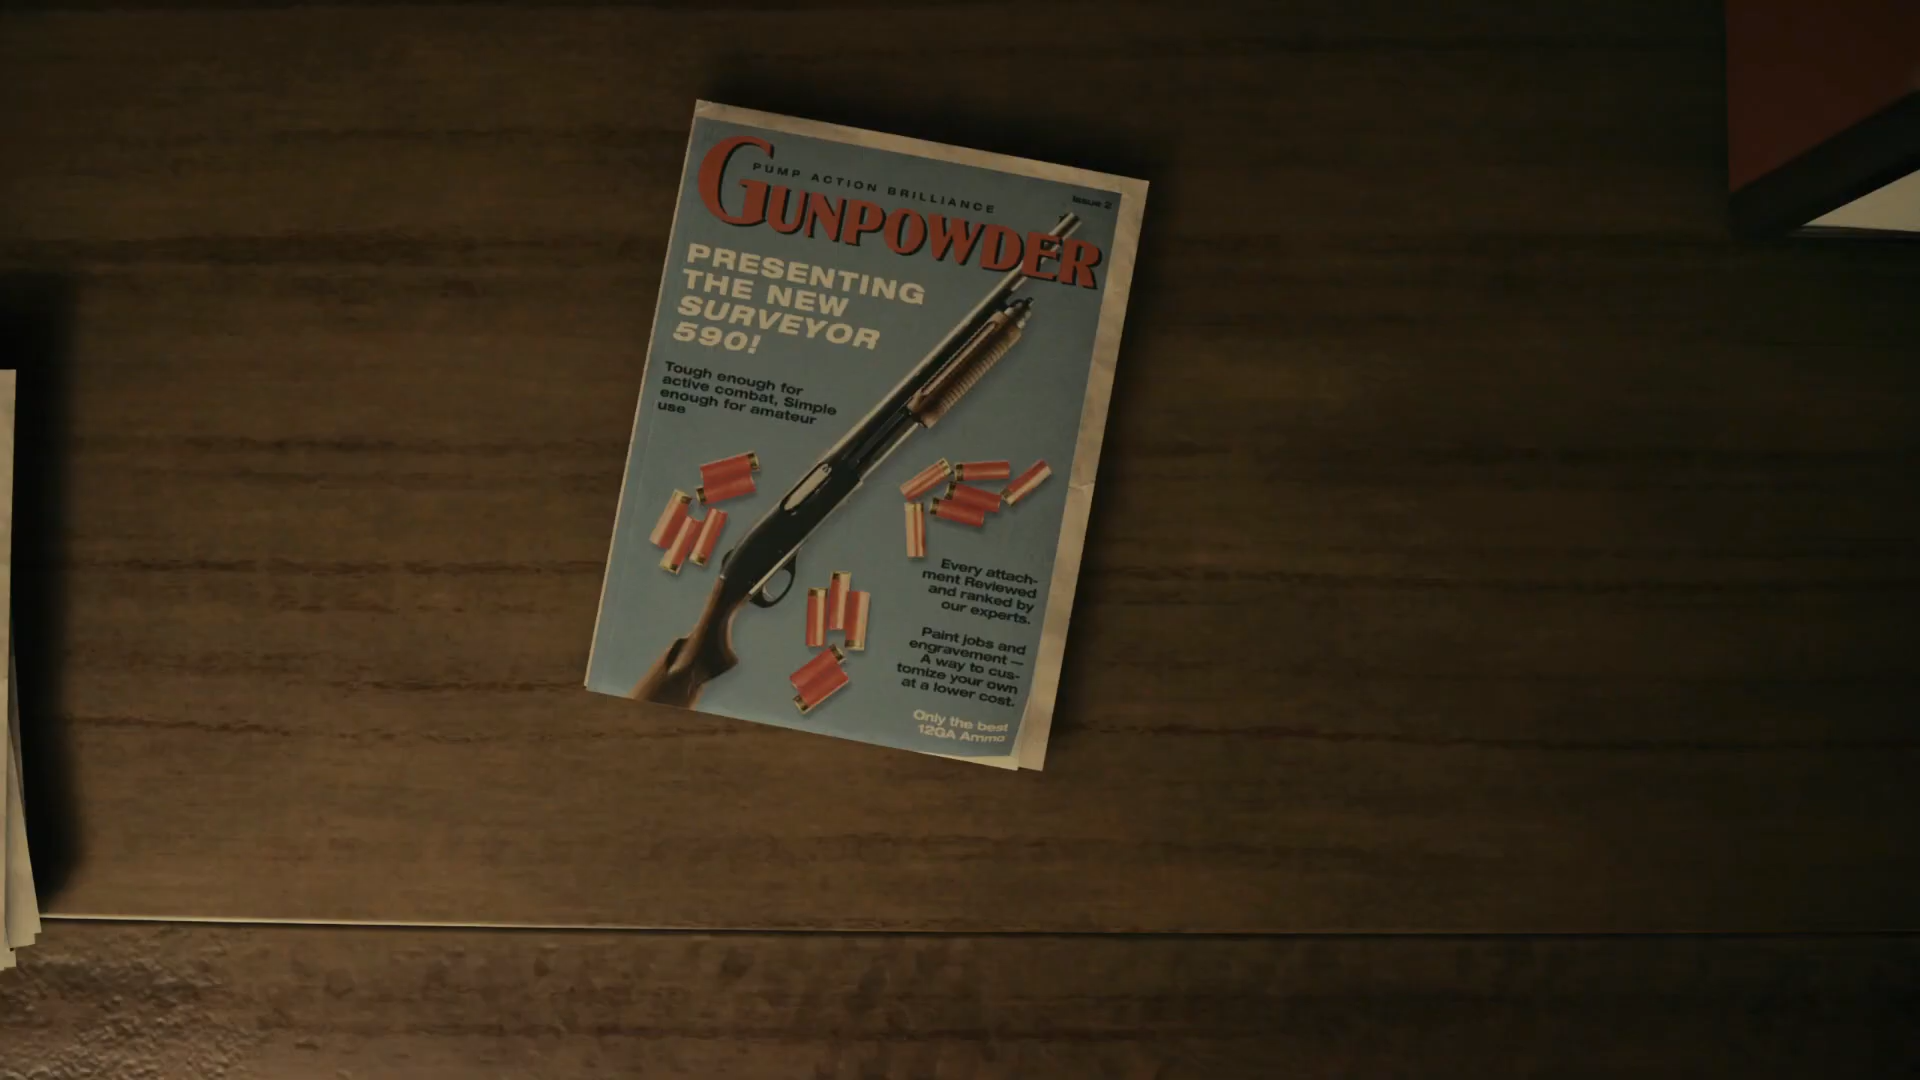 PUMP ACTION BRILLIANCE
Issue 2
GUNPOWDER
PRESENTING
THE NEW
SURVEYOR
590!
Tough enough for
active combat, Simple
enough for amateur
use
Every attach-
ment Reviewed
and ranked by
our experts.
Paint jobs and
engravement —
A way to cus-
tomize your own
at a lower cost.
Only the best
12GA Ammo